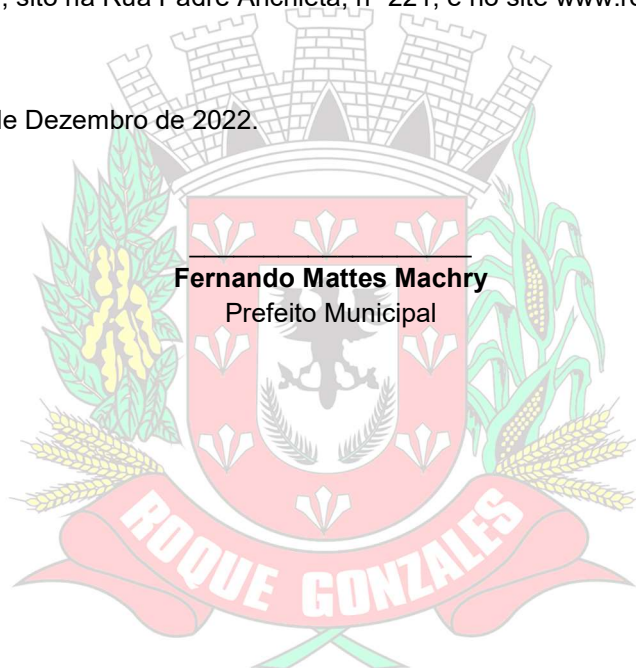 , sito na Rua Padre Anchieta, nº 221, e no site www.ro
de Dezembro de 2022.
Fernando Mattes Machry
Prefeito Municipal
ROQUE GONZALES